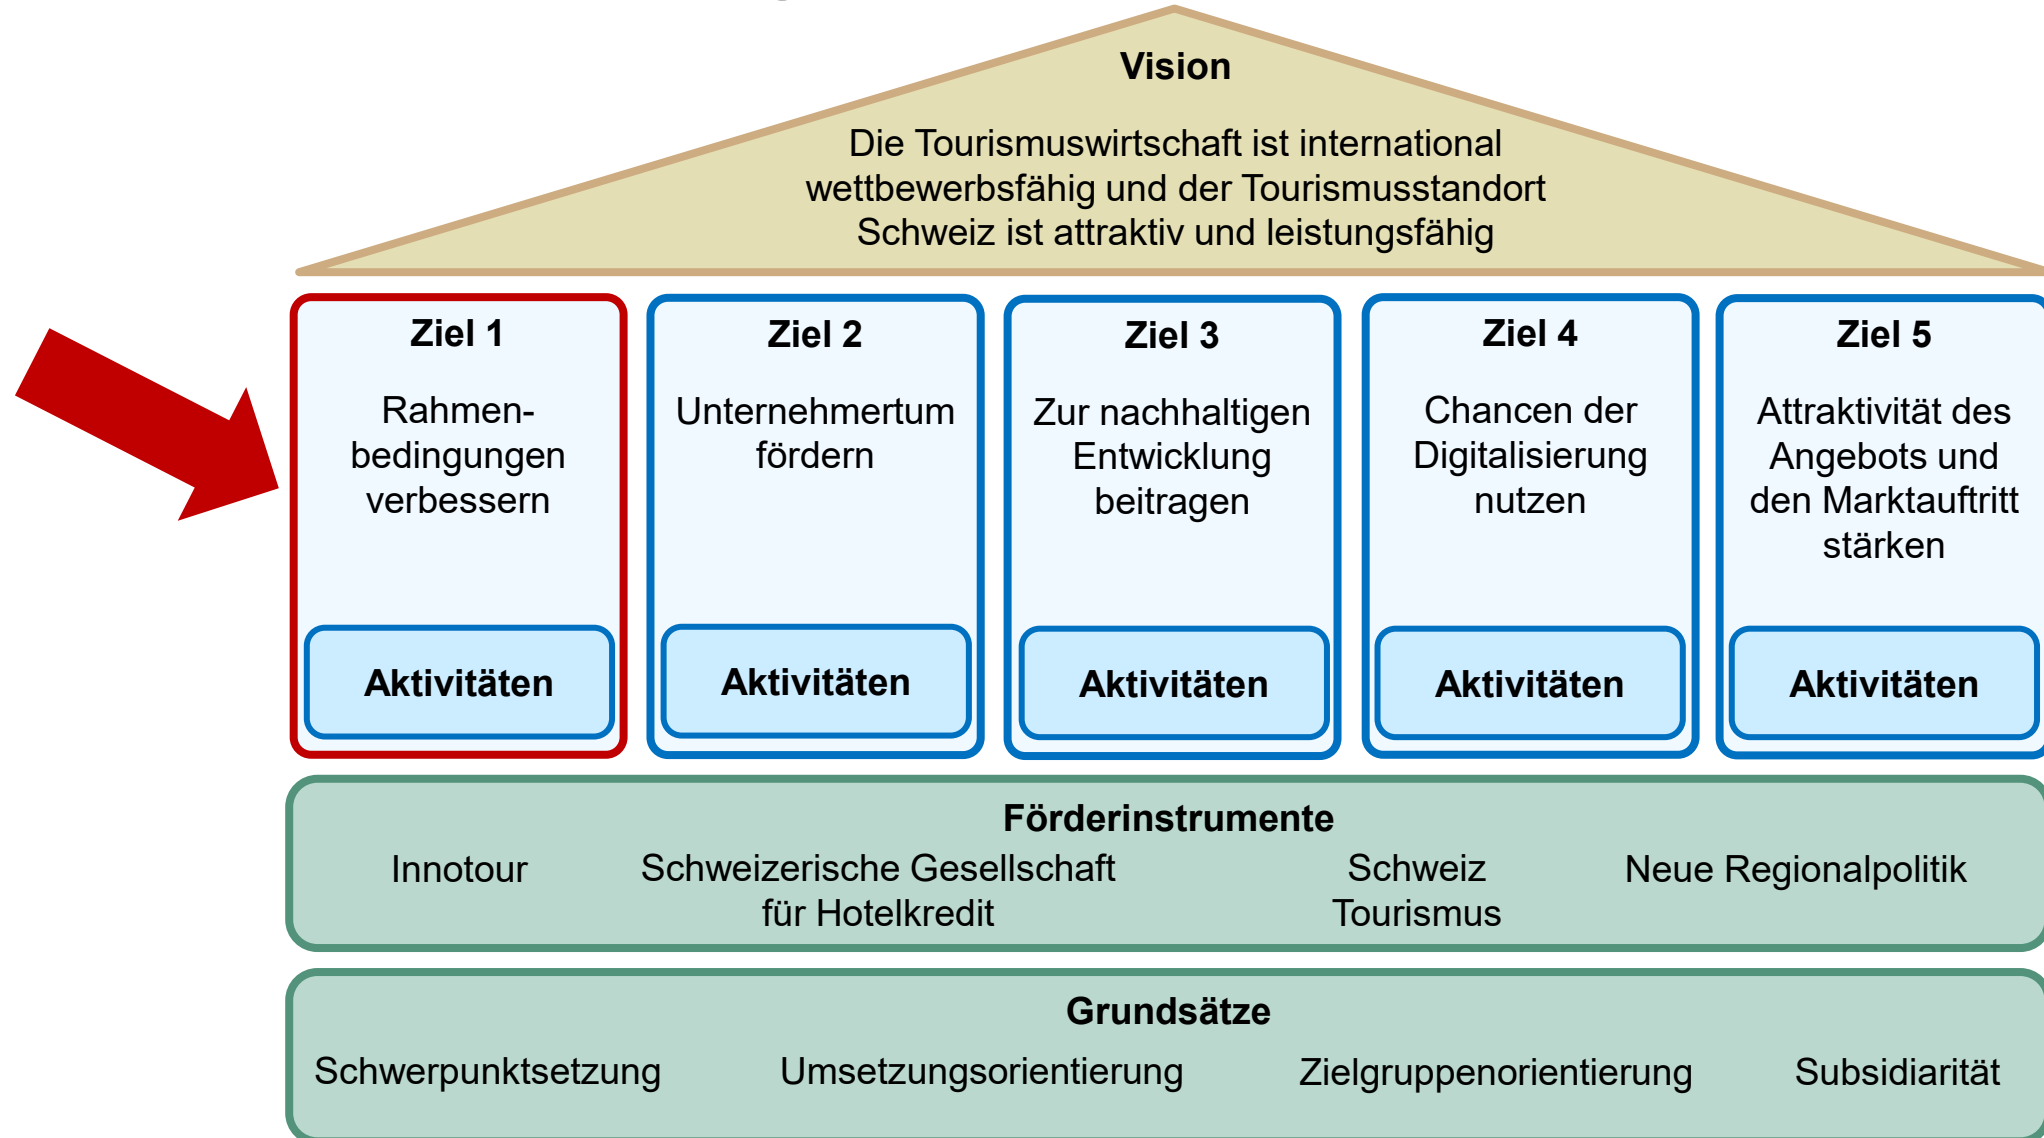 Vision
Die Tourismuswirtschaft ist international
wettbewerbsfähig und der Tourismusstandort
Schweiz ist attraktiv und leistungsfähig
Ziel 1
Rahmen-
bedingungen
verbessern
Aktivitäten
Ziel 2
Unternehmertum
fördern
Aktivitäten
Ziel 3
Zur nachhaltigen
Entwicklung
beitragen
Aktivitäten
Ziel 4
Chancen der
Digitalisierung
nutzen
Aktivitäten
Ziel 5
Attraktivität des
Angebots und
den Marktauftritt
stärken
Aktivitäten
Förderinstrumente
Innotour
Schweizerische Gesellschaft
für Hotelkredit
Schweiz
Tourismus
Neue Regionalpolitik
Grundsätze
Schwerpunktsetzung
Umsetzungsorientierung
Zielgruppenorientierung
Subsidiarität